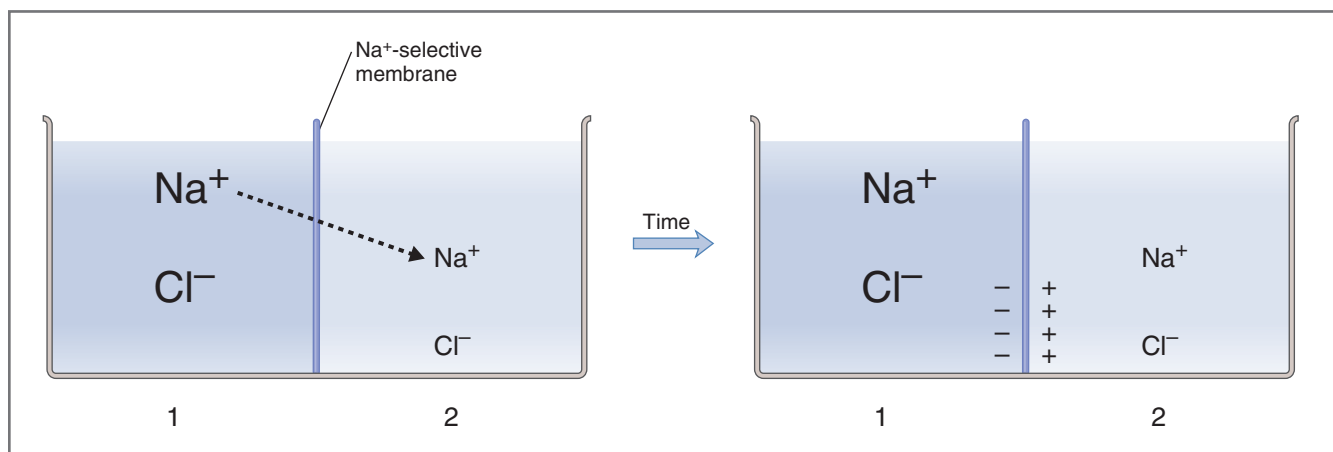 Na⁺-selective
membrane
Na⁺
Na⁺
Cl⁻
Cl⁻
1
2
Time
Na⁺
Na⁺
Cl⁻
– +
– +
– +
– +
Cl⁻
1
2